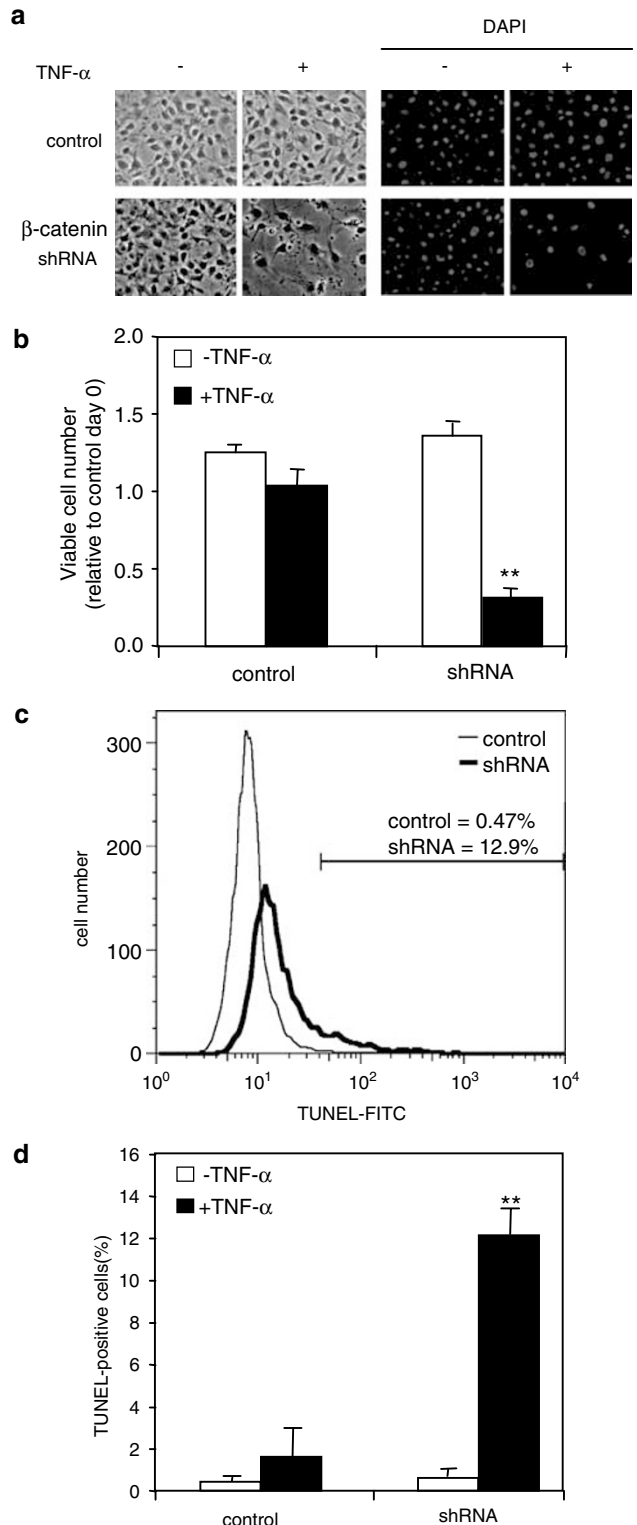 a
DAPI
TNF-α - + - +
control
β-catenin
shRNA
b
Viable cell number
(relative to control day 0)
2.0
1.5
1.0
0.5
0.0
-TNF-α
+TNF-α
**
control shRNA
c
cell number
300
200
100
0
control
shRNA
control = 0.47%
shRNA = 12.9%
10⁰ 10¹ 10² 10³ 10⁴
TUNEL-FITC
d
TUNEL-positive cells(%)
16
14
12
10
8
6
4
2
0
-TNF-α
+TNF-α
**
control shRNA